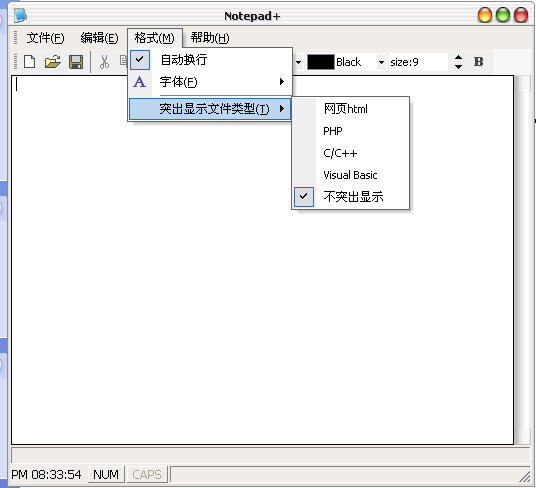 Notepad+
文件(F) 编辑(E) 格式(M) 帮助(H)
Black size:9 B
自动换行
A 字体(F)
突出显示文件类型(T)
网页html
PHP
C/C++
Visual Basic
不突出显示
PM 08:33:54 NUM CAPS